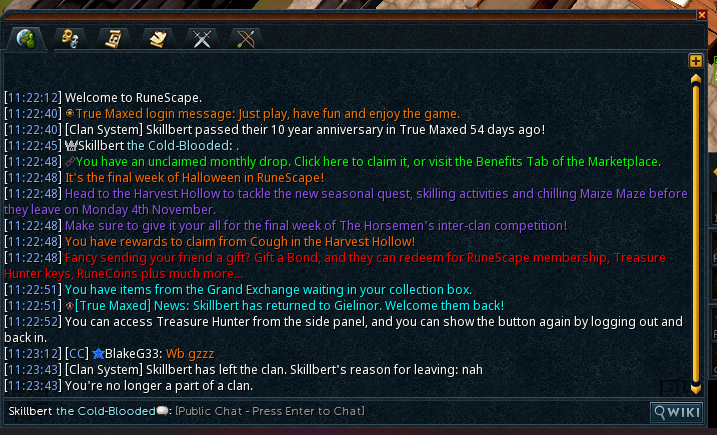 [11:22:12] Welcome to RuneScape.
[11:22:40] True Maxed login message: Just play, have fun and enjoy the game.
[11:22:40] [Clan System] Skillbert passed their 10 year anniversary in True Maxed 54 days ago!
[11:22:45] Skillbert the Cold-Blooded: .
[11:22:48] You have an unclaimed monthly drop. Click here to claim it, or visit the Benefits Tab of the Marketplace.
[11:22:48] It's the final week of Halloween in RuneScape!
[11:22:48] Head to the Harvest Hollow to tackle the new seasonal quest, skilling activities and chilling Maize Maze before
they leave on Monday 4th November.
[11:22:48] Make sure to give it your all for the final week of The Horsemen's inter-clan competition!
[11:22:48] You have rewards to claim from Cough in the Harvest Hollow!
[11:22:48] Fancy sending your friend a gift? Gift a Bond, and they can redeem for RuneScape membership, Treasure
Hunter keys, RuneCoins plus much more...
[11:22:51] You have items from the Grand Exchange waiting in your collection box.
[11:22:51] [True Maxed] News: Skillbert has returned to Gielinor. Welcome them back!
[11:22:52] You can access Treasure Hunter from the side panel, and you can show the button again by logging out and
back in.
[11:23:12] [CC] BlakeG33: Wb gzzz
[11:23:43] [Clan System] Skillbert has left the clan. Skillbert's reason for leaving: nah
[11:23:43] You're no longer a part of a clan.
Skillbert the Cold-Blooded: [Public Chat - Press Enter to Chat]
WIKI